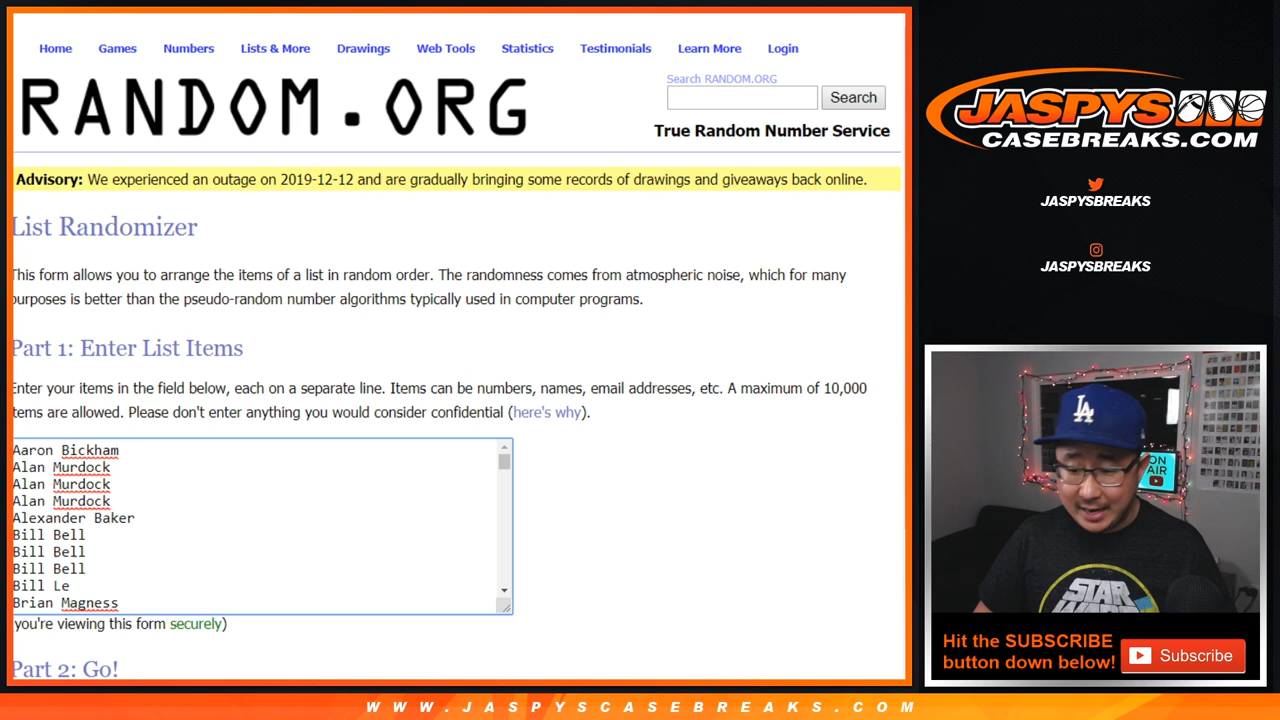 Home Games Numbers Lists & More Drawings Web Tools Statistics Testimonials Learn More Login
RANDOM.ORG
Search RANDOM.ORG
Search
True Random Number Service
Advisory: We experienced an outage on 2019-12-12 and are gradually bringing some records of drawings and giveaways back online.
List Randomizer
This form allows you to arrange the items of a list in random order. The randomness comes from atmospheric noise, which for many
purposes is better than the pseudo-random number algorithms typically used in computer programs.
Part 1: Enter List Items
Enter your items in the field below, each on a separate line. Items can be numbers, names, email addresses, etc. A maximum of 10,000
items are allowed. Please don't enter anything you would consider confidential (here's why).
Aaron Bickham
Alan Murdock
Alan Murdock
Alan Murdock
Alexander Baker
Bill Bell
Bill Bell
Bill Bell
Bill Le
Brian Magness
you're viewing this form securely)
Part 2: Go!
JASPYS
CASEBREAKS.COM
JASPYSBREAKS
JASPYSBREAKS
LA
ON
AIR
STAR
Hit the SUBSCRIBE
button down below!
Subscribe
WWW.JASPYSCASEBREAKS.COM